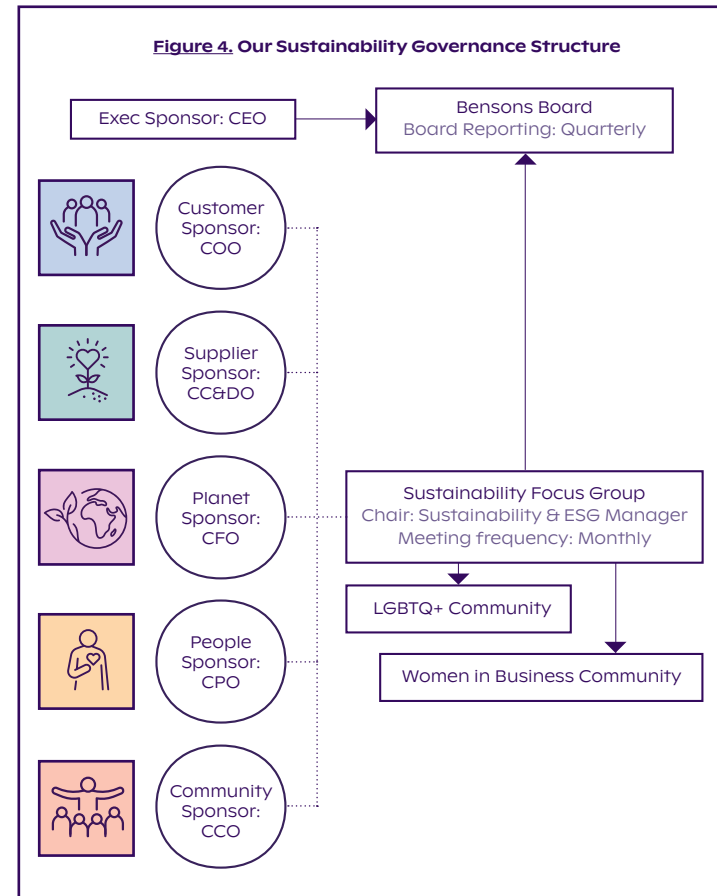 Figure 4. Our Sustainability Governance Structure
Exec Sponsor: CEO
Bensons Board
Board Reporting: Quarterly
Customer
Sponsor:
COO
Supplier
Sponsor:
CC&DO
Planet
Sponsor:
CFO
Sustainability Focus Group
Chair: Sustainability & ESG Manager
Meeting frequency: Monthly
LGBTQ+ Community
People
Sponsor:
CPO
Women in Business Community
Community
Sponsor:
CCO